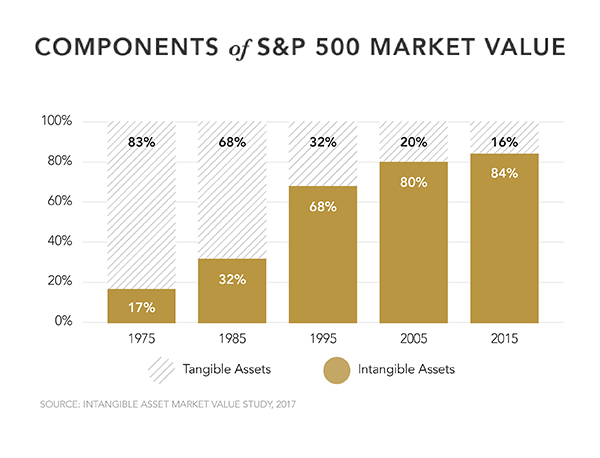 COMPONENTS of S&P 500 MARKET VALUE
100%
83% 68% 32% 20% 16%
80%
84%
80%
60%
68%
40%
32%
20%
17%
0%
1975 1985 1995 2005 2015
Tangible Assets Intangible Assets
SOURCE: INTANGIBLE ASSET MARKET VALUE STUDY, 2017